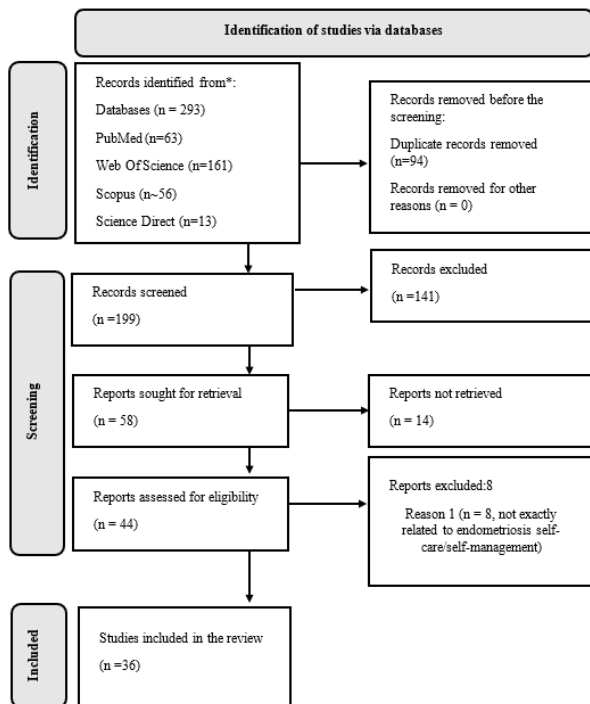 Identification of studies via databases
Identification
Records identified from*:
Databases (n = 293)
PubMed (n=63)
Web Of Science (n=161)
Scopus (n~56)
Science Direct (n=13)
Records removed before the
screening:
Duplicate records removed
(n=94)
Records removed for other
reasons (n = 0)
Screening
Records screened
(n =199)
Records excluded
(n =141)
Reports sought for retrieval
(n = 58)
Reports not retrieved
(n = 14)
Reports assessed for eligibility
(n = 44)
Reports excluded:8
Reason 1 (n = 8, not exactly
related to endometriosis self-
care/self-management)
Included
Studies included in the review
(n =36)